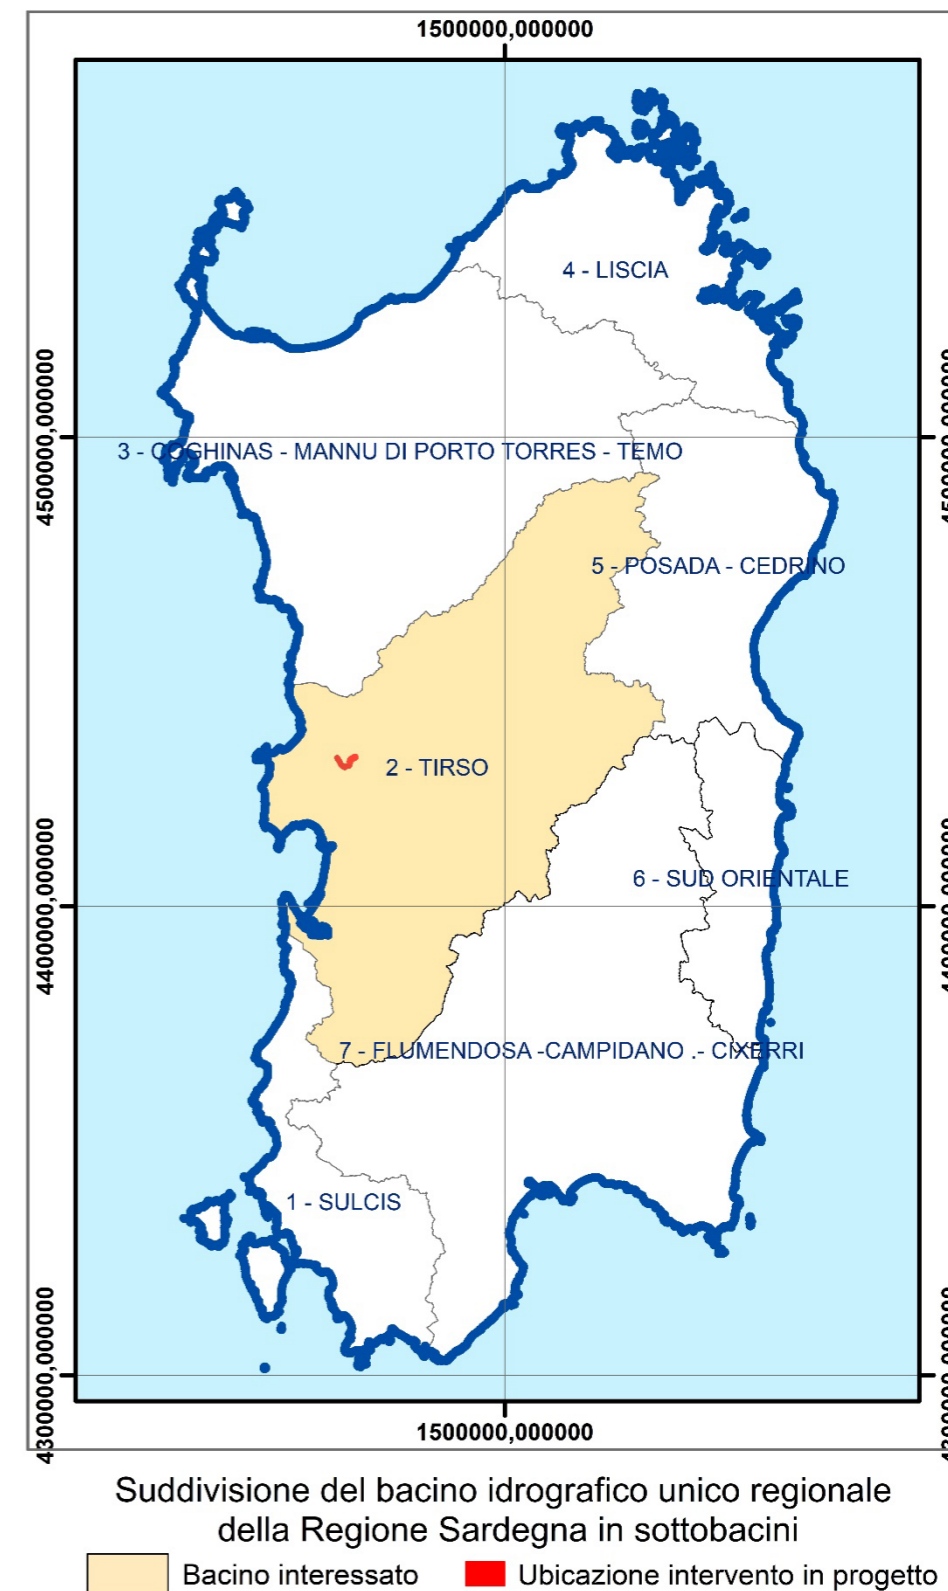 1500000,000000
4 - LISCIA
4500000,000000
3 - COGHINAS - MANNU DI PORTO TORRES - TEMO
5 - POSADA - CEDRINO
2 - TIRSO
6 - SUD ORIENTALE
4400000,000000
7 - FLUMENDOSA -CAMPIDANO .- CIXERRI
1 - SULCIS
4300000,000000
1500000,000000
Suddivisione del bacino idrografico unico regionale
della Regione Sardegna in sottobacini
Bacino interessato
Ubicazione intervento in progetto